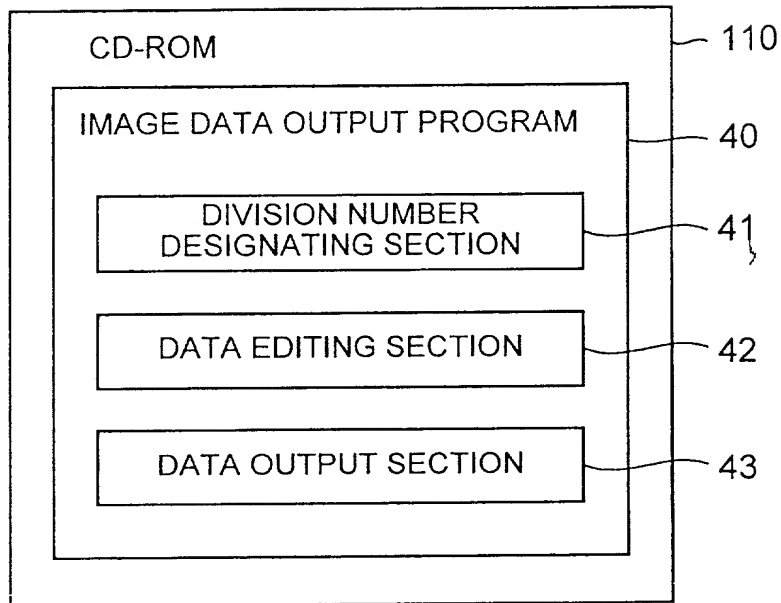 CD-ROM
110
IMAGE DATA OUTPUT PROGRAM
40
DIVISION NUMBER
DESIGNATING SECTION
41
DATA EDITING SECTION
42
DATA OUTPUT SECTION
43